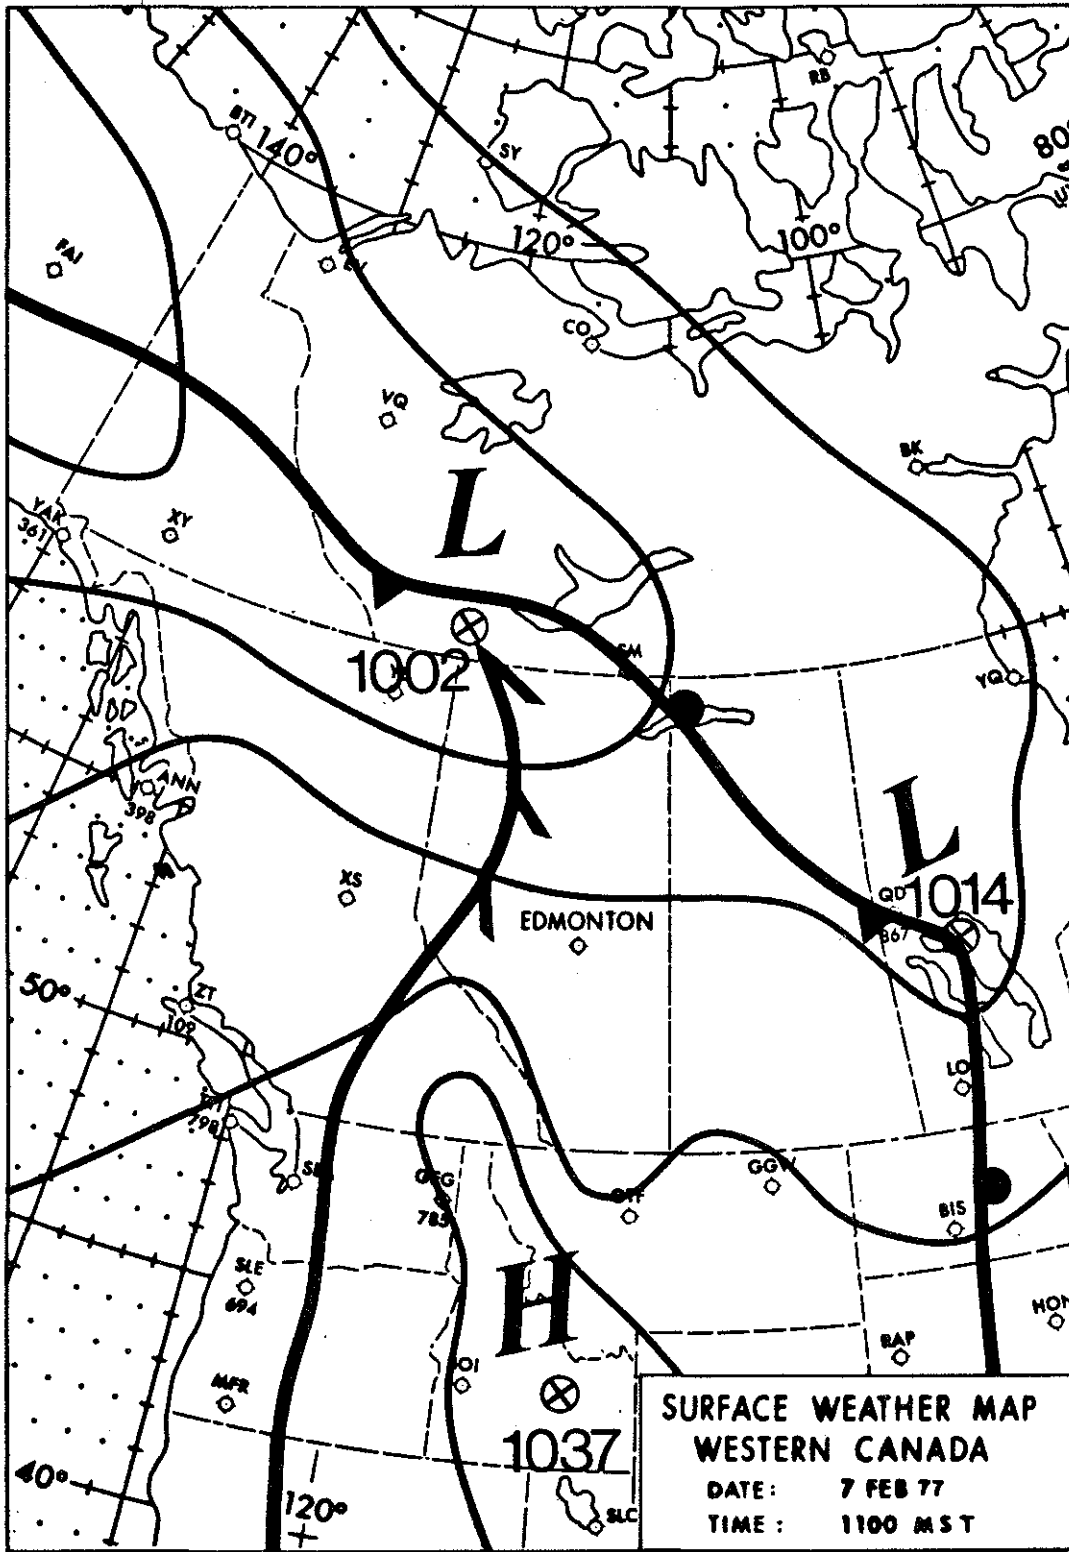 RB
BTI
140°
SY
80°
FAI
120°
100°
CO
VQ
BK
L
YAK
361
XY
1002
SM
YQ
ANN
398
L
XS
QD
1014
867
EDMONTON
50°
ZT
109
LO
798
GEG
785
GTF
GGW
BIS
SLE
694
H
HON
RAP
MFR
1037
SURFACE WEATHER MAP
WESTERN CANADA
40°
DATE: 7 FEB 77
120°
SLC
TIME: 1100 MST